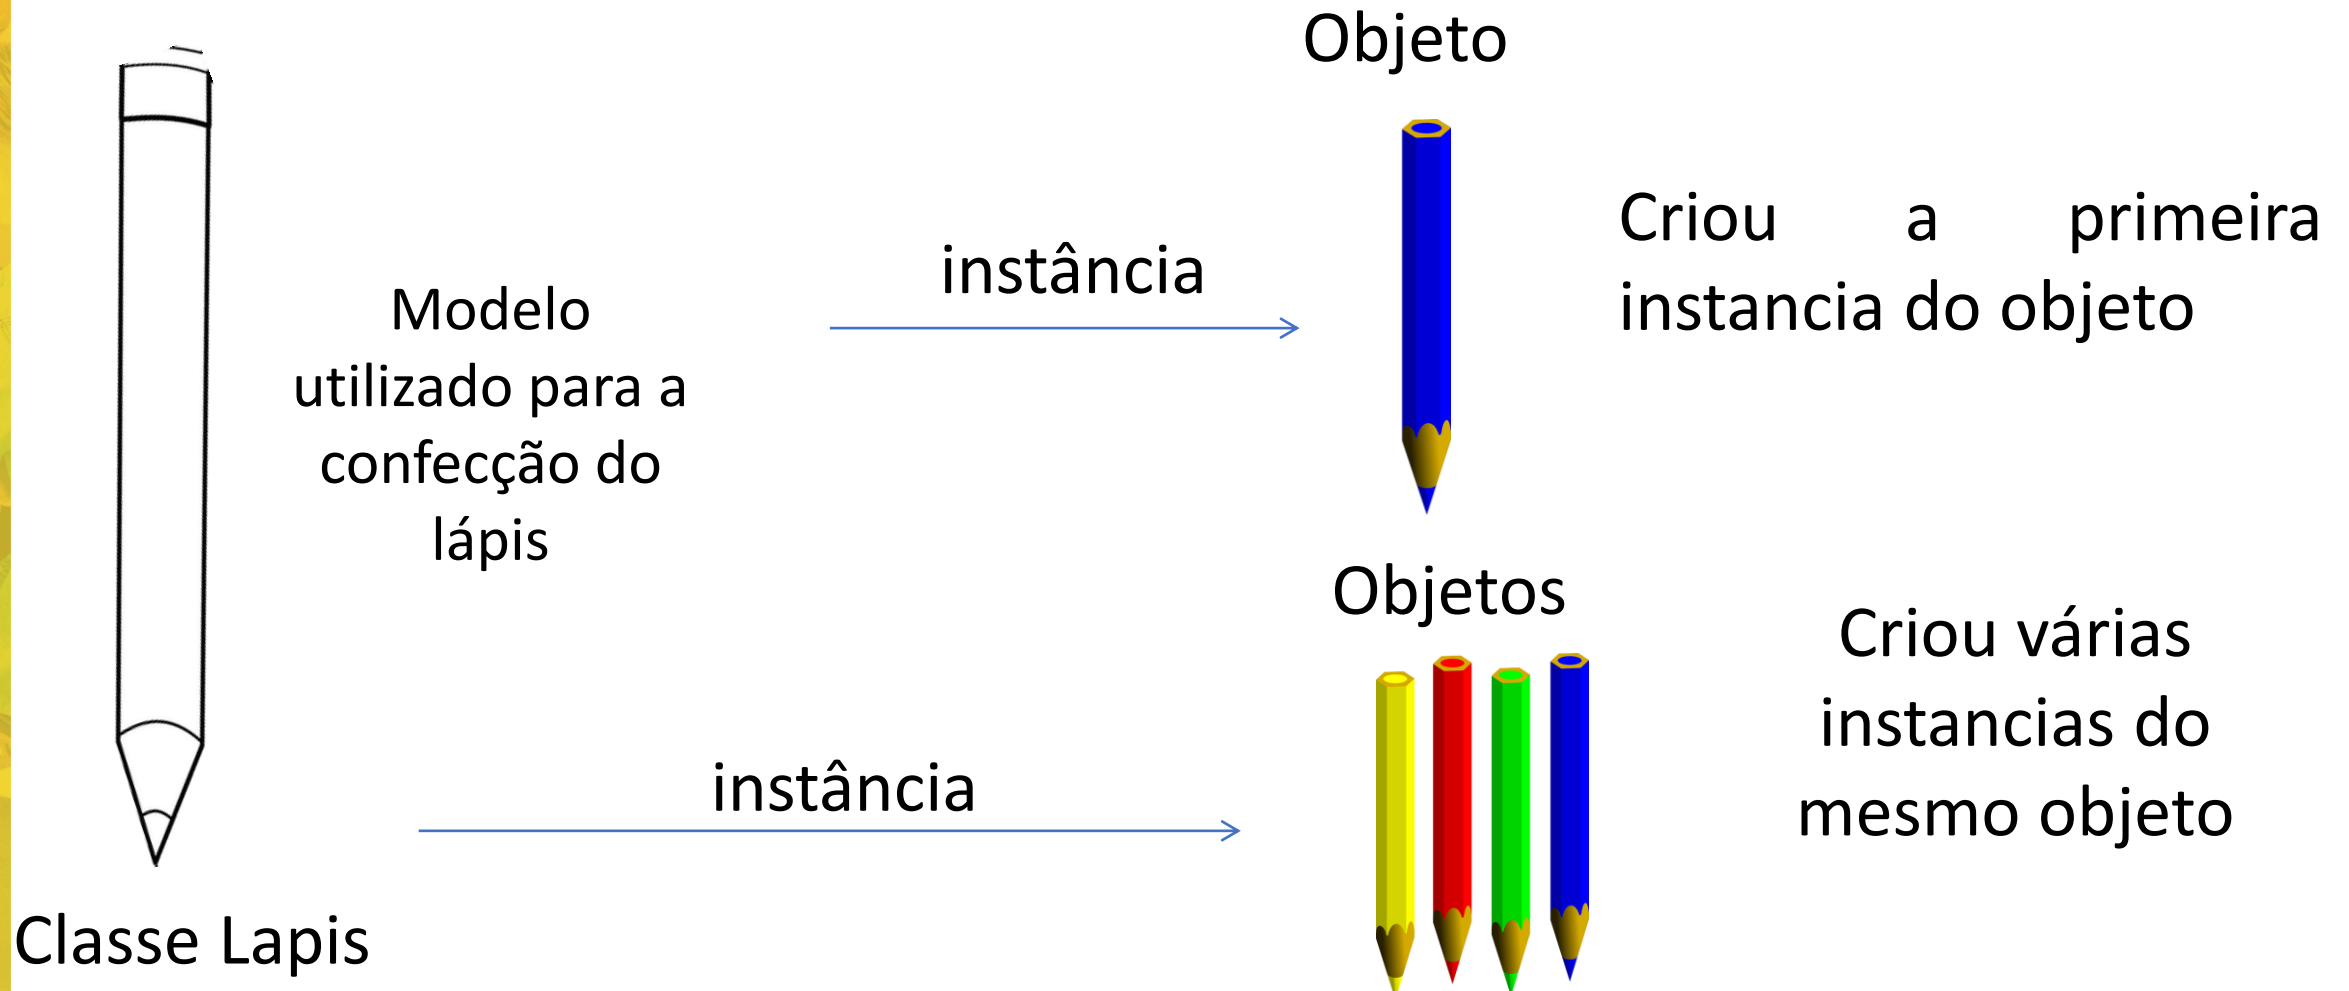 Objeto
Criou a primeira
instancia do objeto
instância
Modelo
utilizado para a
confecção do
lápis
Objetos
Criou várias
instancias do
mesmo objeto
instância
Classe Lapis